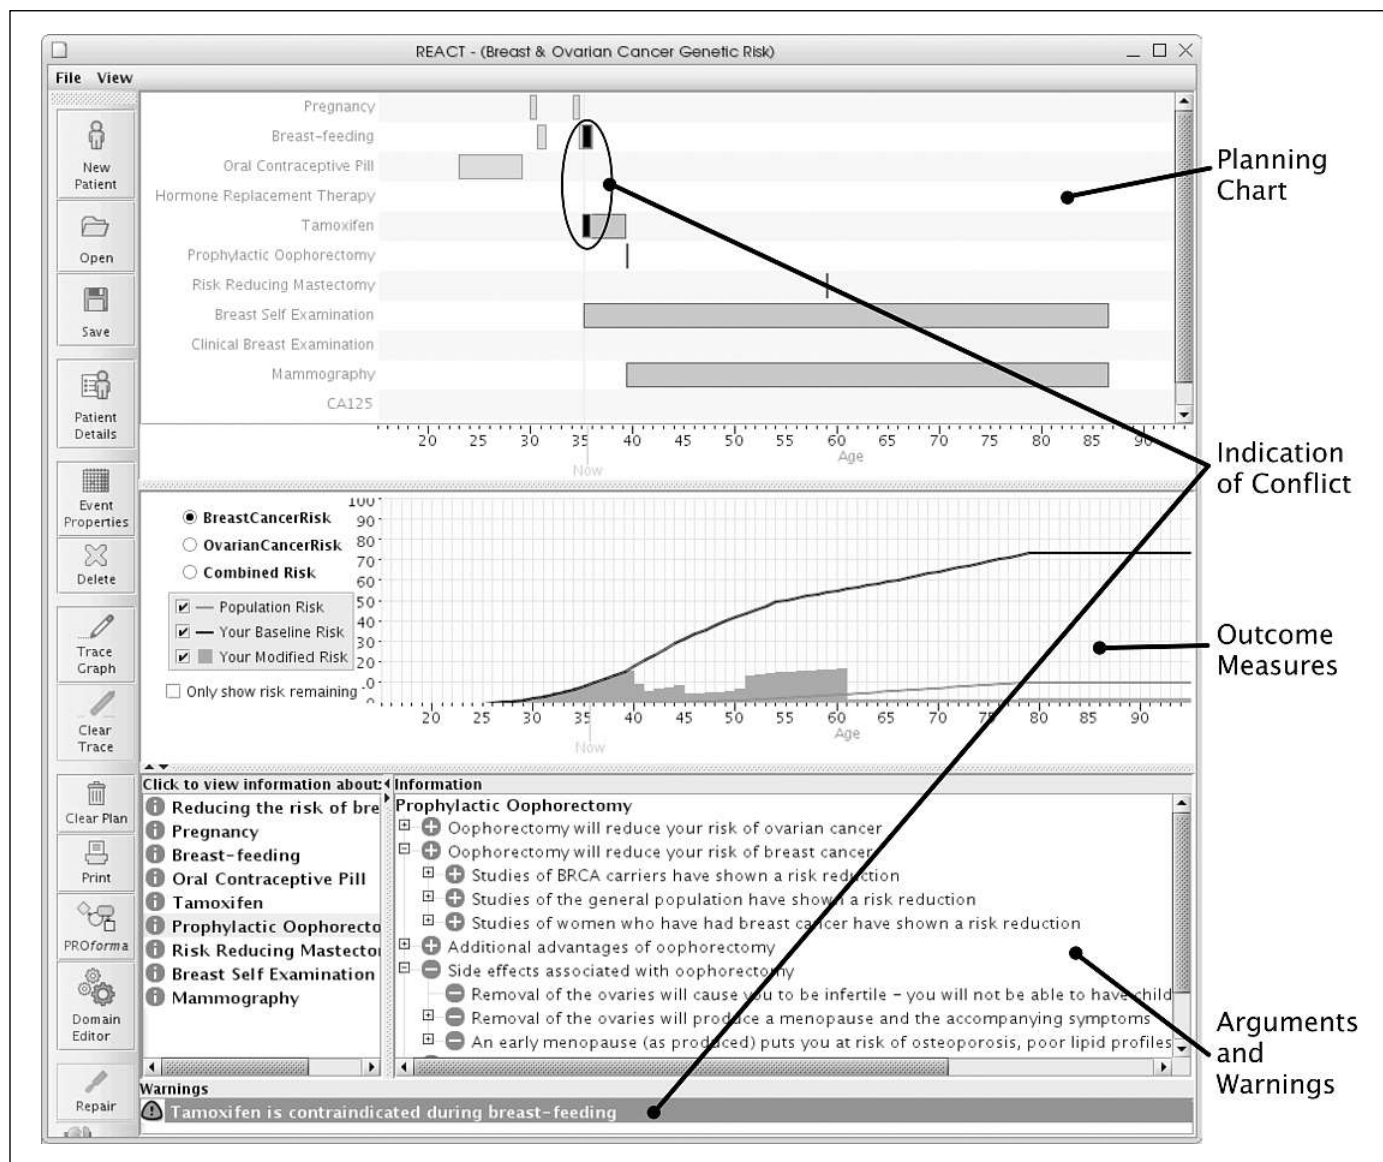 REACT - (Breast & Ovarian Cancer Genetic Risk)
File View
New
Patient
Open
Save
Patient
Details
Event
Properties
Delete
Trace
Graph
Clear
Trace
Clear Plan
Print
PROforma
Domain
Editor
Repair
Pregnancy
Breast-feeding
Oral Contraceptive Pill
Hormone Replacement Therapy
Tamoxifen
Prophylactic Oophorectomy
Risk Reducing Mastectomy
Breast Self Examination
Clinical Breast Examination
Mammography
CA125
20 25 30 35 40 45 50 55 60 65 70 75 80 85 90
Age
Now
BreastCancerRisk
OvarianCancerRisk
Combined Risk
Population Risk
Your Baseline Risk
Your Modified Risk
Only show risk remaining
100
90
80
70
60
50
40
30
20
20 25 30 35 40 45 50 55 60 65 70 75 80 85 90
Age
Now
Click to view information about:
Reducing the risk of bre
Pregnancy
Breast-feeding
Oral Contraceptive Pill
Tamoxifen
Prophylactic Oophorecto
Risk Reducing Mastector
Breast Self Examination
Mammography
Information
Prophylactic Oophorectomy
Oophorectomy will reduce your risk of ovarian cancer
Oophorectomy will reduce your risk of breast cancer
Studies of BRCA carriers have shown a risk reduction
Studies of the general population have shown a risk reduction
Studies of women who have had breast cancer have shown a risk reduction
Additional advantages of oophorectomy
Side effects associated with oophorectomy
Removal of the ovaries will cause you to be infertile - you will not be able to have child
Removal of the ovaries will produce a menopause and the accompanying symptoms
An early menopause (as produced) puts you at risk of osteoporosis, poor lipid profiles
Warnings
Tamoxifen is contraindicated during breast-feeding
Planning
Chart
Indication
of Conflict
Outcome
Measures
Arguments
and
Warnings